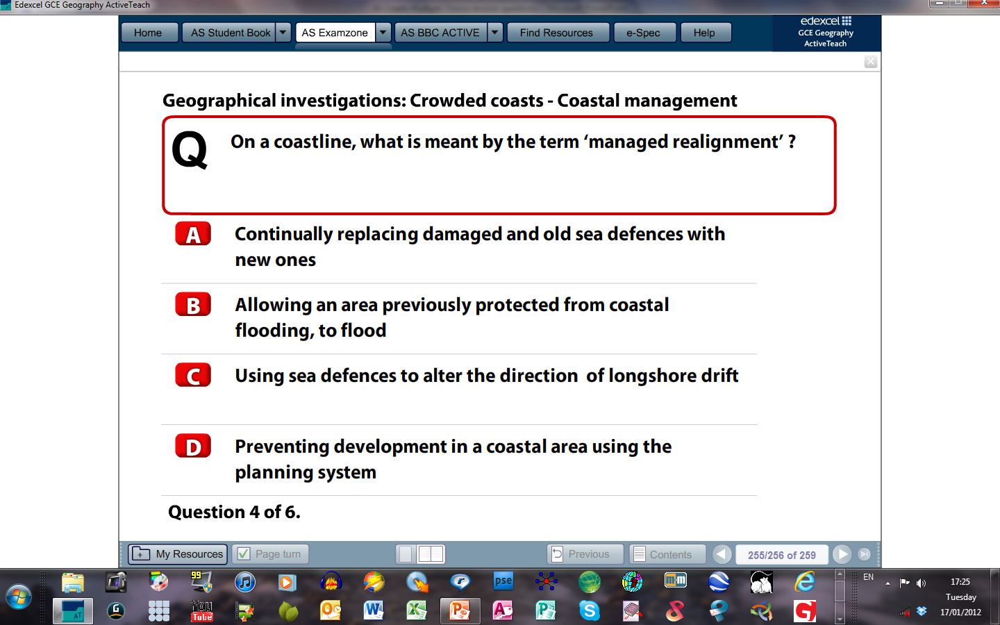 Edexcel GCE Geography ActiveTeach
Home
AS Student Book
AS Examzone
AS BBC ACTIVE
Find Resources
e-Spec
Help
edexcel
GCE Geography
ActiveTeach
Geographical investigations: Crowded coasts - Coastal management
Q
On a coastline, what is meant by the term ‘managed realignment’ ?
A
Continually replacing damaged and old sea defences with
new ones
B
Allowing an area previously protected from coastal
flooding, to flood
C
Using sea defences to alter the direction of longshore drift
D
Preventing development in a coastal area using the
planning system
Question 4 of 6.
My Resources
Page turn
Previous
Contents
255/256 of 259
99
pse
EN
17:25
Tuesday
17/01/2012
AT
G
You
Tube